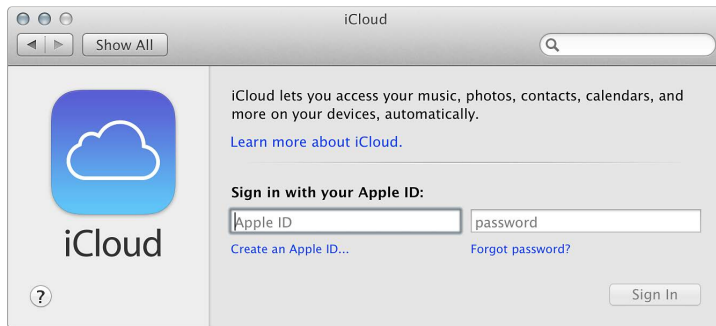 iCloud
Show All
iCloud lets you access your music, photos, contacts, calendars, and
more on your devices, automatically.
Learn more about iCloud.
Sign in with your Apple ID:
Apple ID
password
Create an Apple ID...
Forgot password?
iCloud
?
Sign In